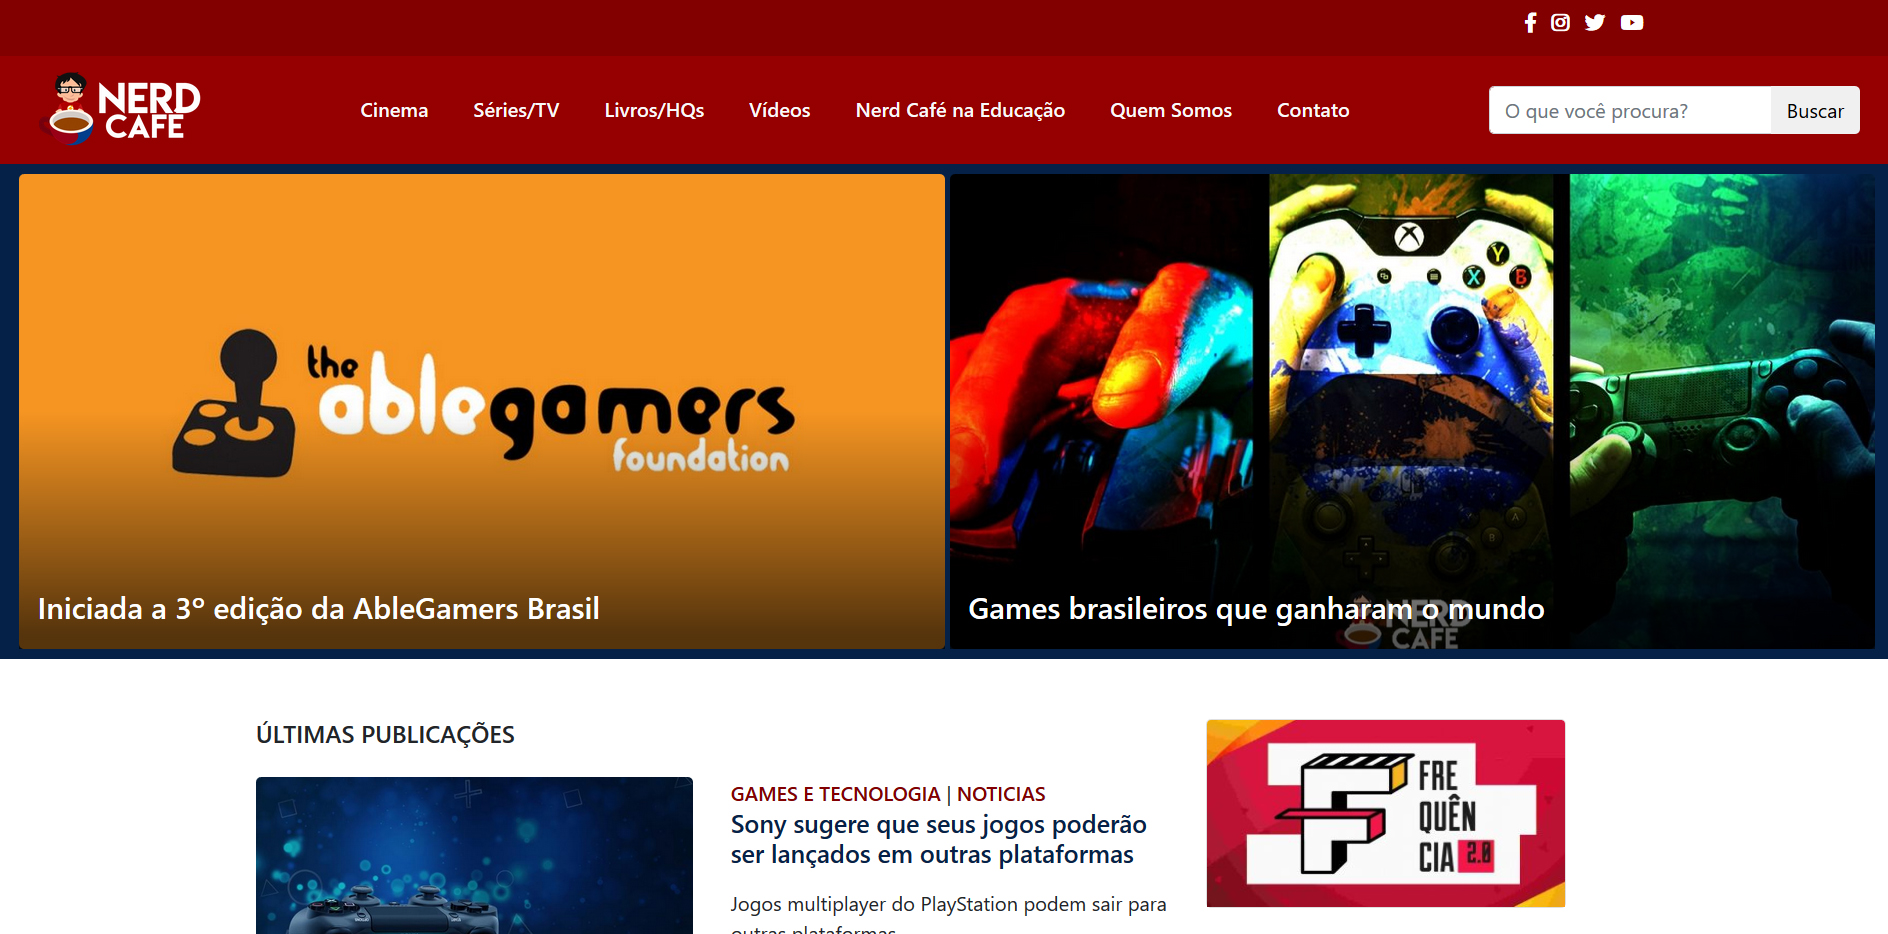 NERD
CAFE
Cinema
Séries/TV
Livros/HQs
Vídeos
Nerd Café na Educação
Quem Somos
Contato
O que você procura?
Buscar
the
ablegamers
foundation
Iniciada a 3º edição da AbleGamers Brasil
Y
X
B
A
B
NERD
CAFE
Games brasileiros que ganharam o mundo
ÚLTIMAS PUBLICAÇÕES
GAMES E TECNOLOGIA | NOTICIAS
Sony sugere que seus jogos poderão
ser lançados em outras plataformas
Jogos multiplayer do PlayStation podem sair para
outras plataformas
FRE
QUÊN
CIA 2.0